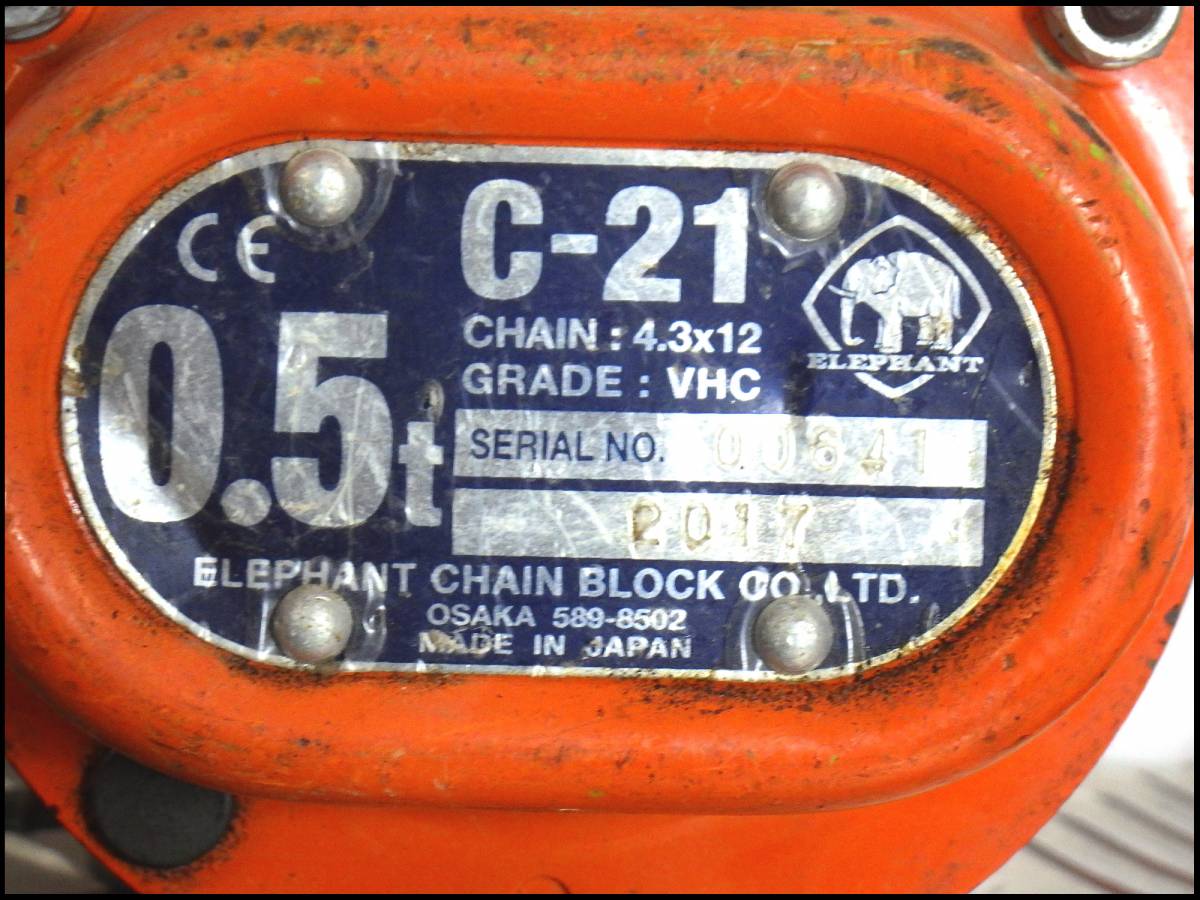 CE
C-21
0.5t
CHAIN : 4.3x12
GRADE : VHC
ELEPHANT
SERIAL NO. 00641
2017
ELEPHANT CHAIN BLOCK CO.,LTD.
OSAKA 589-8502
MADE IN JAPAN